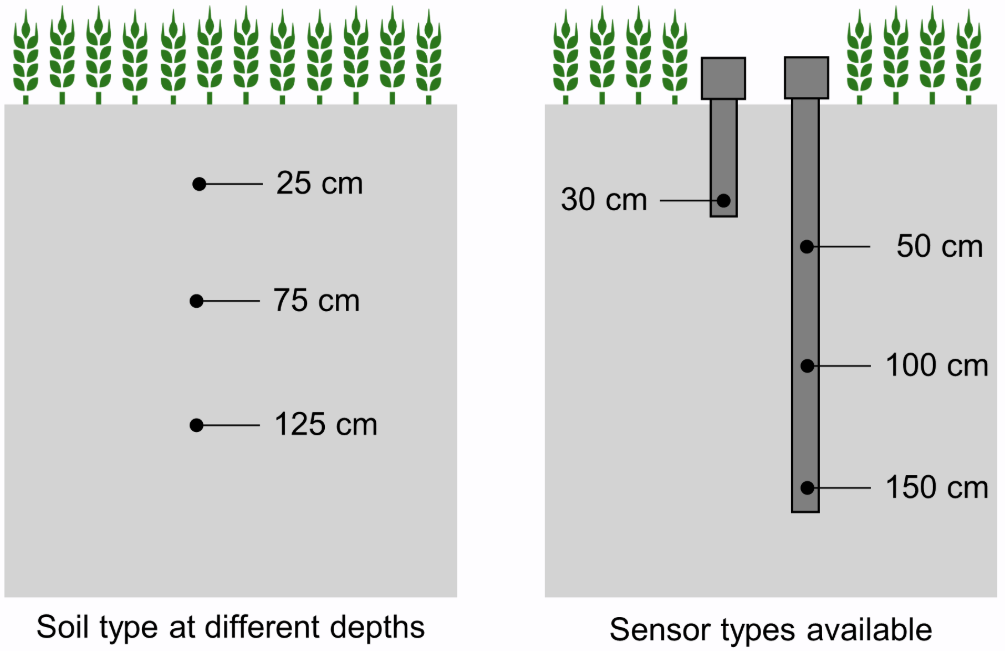 25 cm
75 cm
125 cm
Soil type at different depths
30 cm
50 cm
100 cm
150 cm
Sensor types available